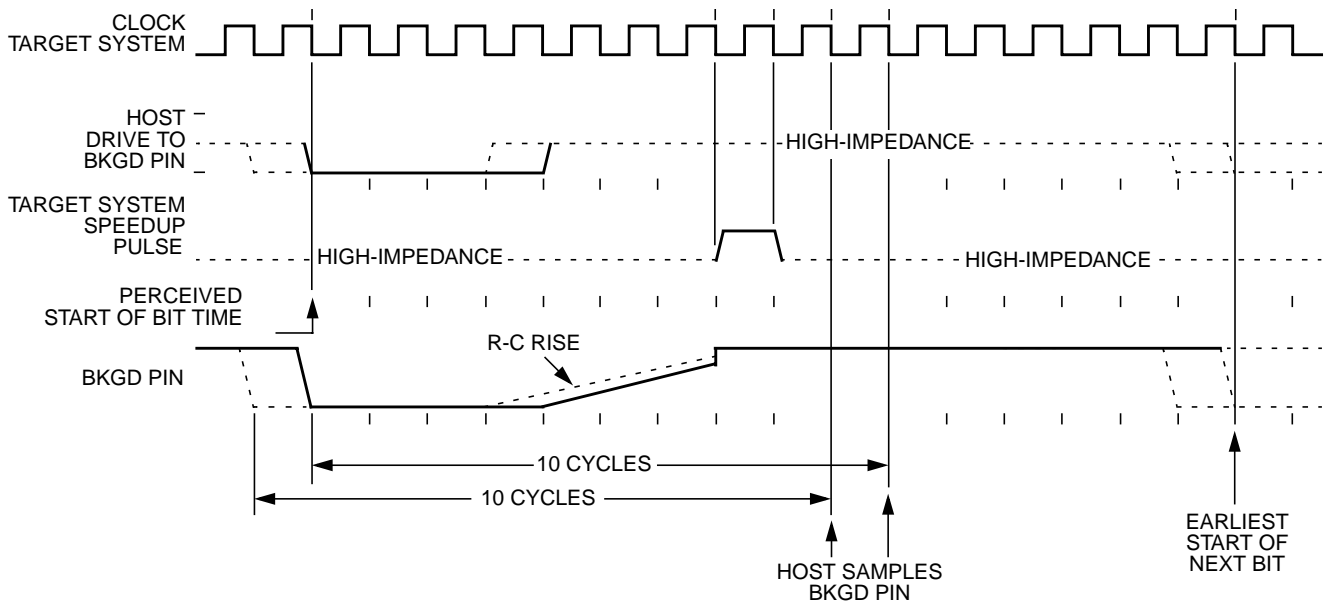 CLOCK
TARGET SYSTEM
HOST
DRIVE TO
BKGD PIN
HIGH-IMPEDANCE
TARGET SYSTEM
SPEEDUP
PULSE
HIGH-IMPEDANCE
HIGH-IMPEDANCE
PERCEIVED
START OF BIT TIME
R-C RISE
BKGD PIN
10 CYCLES
10 CYCLES
HOST SAMPLES
BKGD PIN
EARLIEST
START OF
NEXT BIT